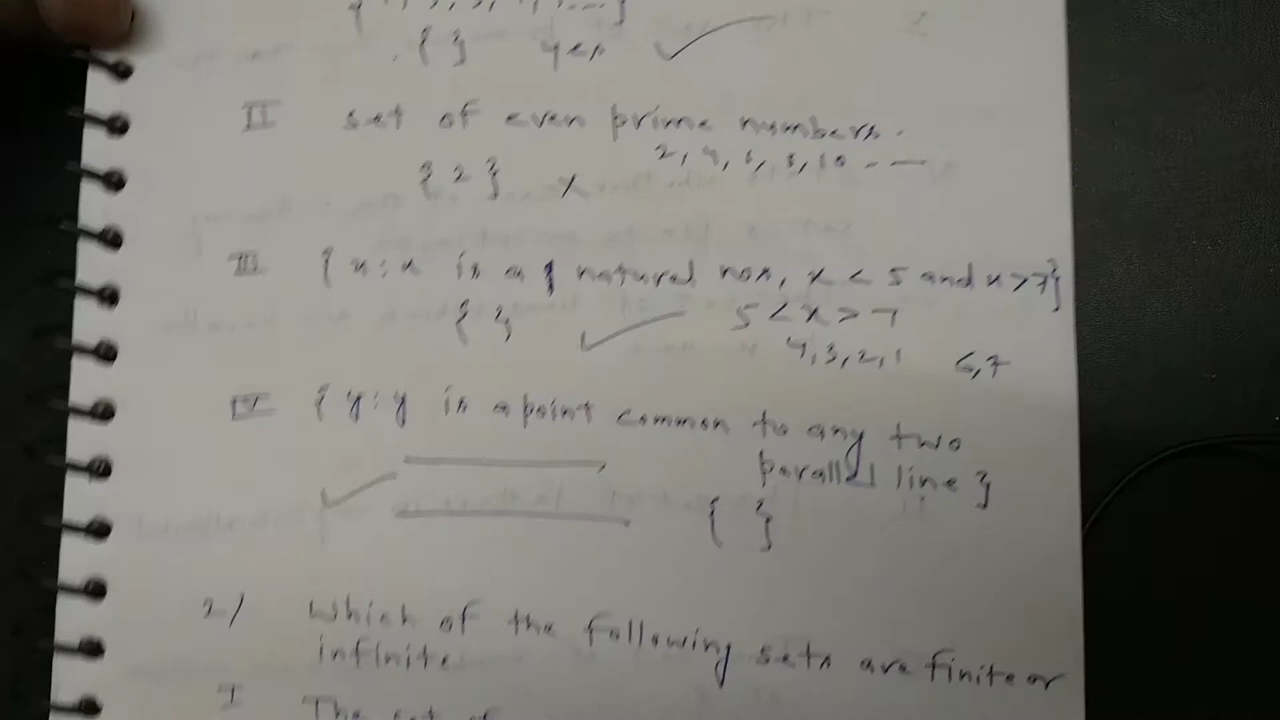 { } yes
II set of even prime numbers.
2, 4, 6, 8, 10 - —
{ 2 } x
III { x : x is a natural nos, x < 5 and x > 7}
{ } 5 < x > 7
4, 3, 2, 1 6, 7
IV { y : y is a point common to any two
parallel line }
{ }
2) which of the following sets are finite or
infinite
I The set of